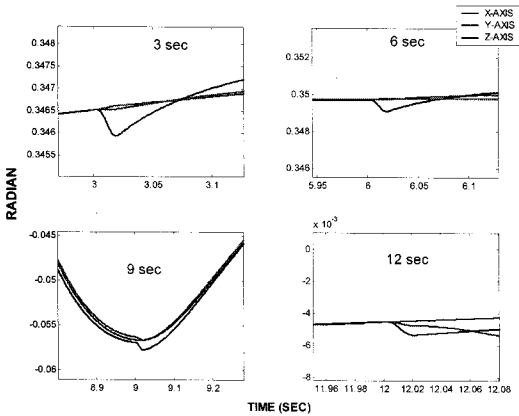 X-AXIS
Y-AXIS
Z-AXIS
RADIAN
3 sec
0.348
0.3475
0.347
0.3465
0.346
0.3455
3 3.05 3.1
6 sec
0.352
0.35
0.348
0.346
5.95 6 6.05 6.1
9 sec
-0.045
-0.05
-0.055
-0.06
8.9 9 9.1 9.2
12 sec
x 10⁻³
0
-2
-4
-6
-8
11.96 11.98 12 12.02 12.04 12.06 12.08
TIME (SEC)